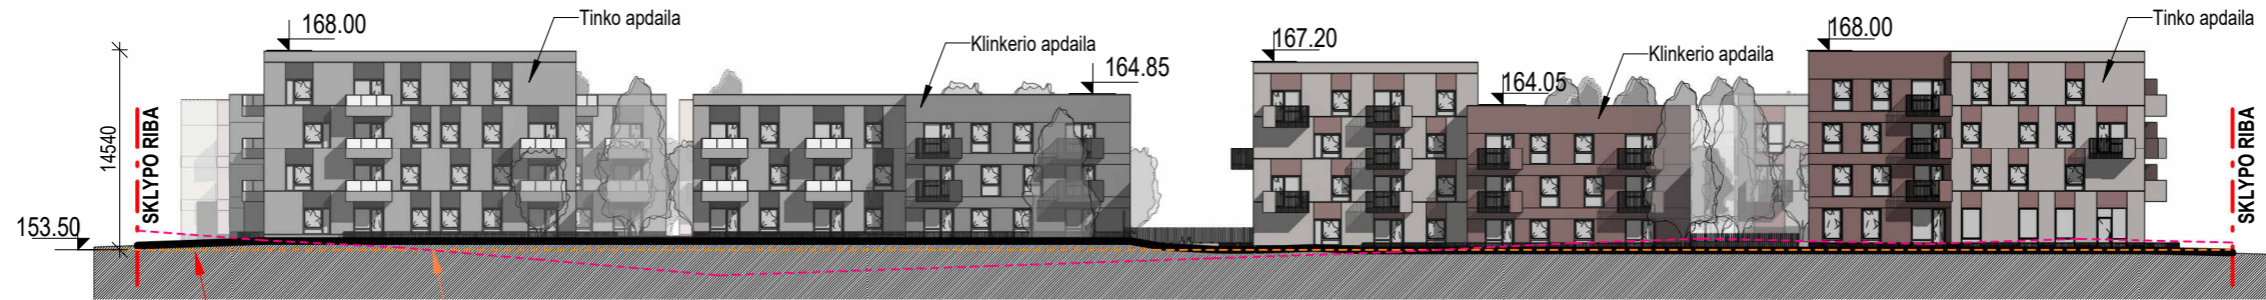 168.00
Tinko apdaila
Klinkerio apdaila
164.85
167.20
164.05
Klinkerio apdaila
168.00
Tinko apdaila
14540
SKLYPO RIBA
153.50
SKLYPO RIBA